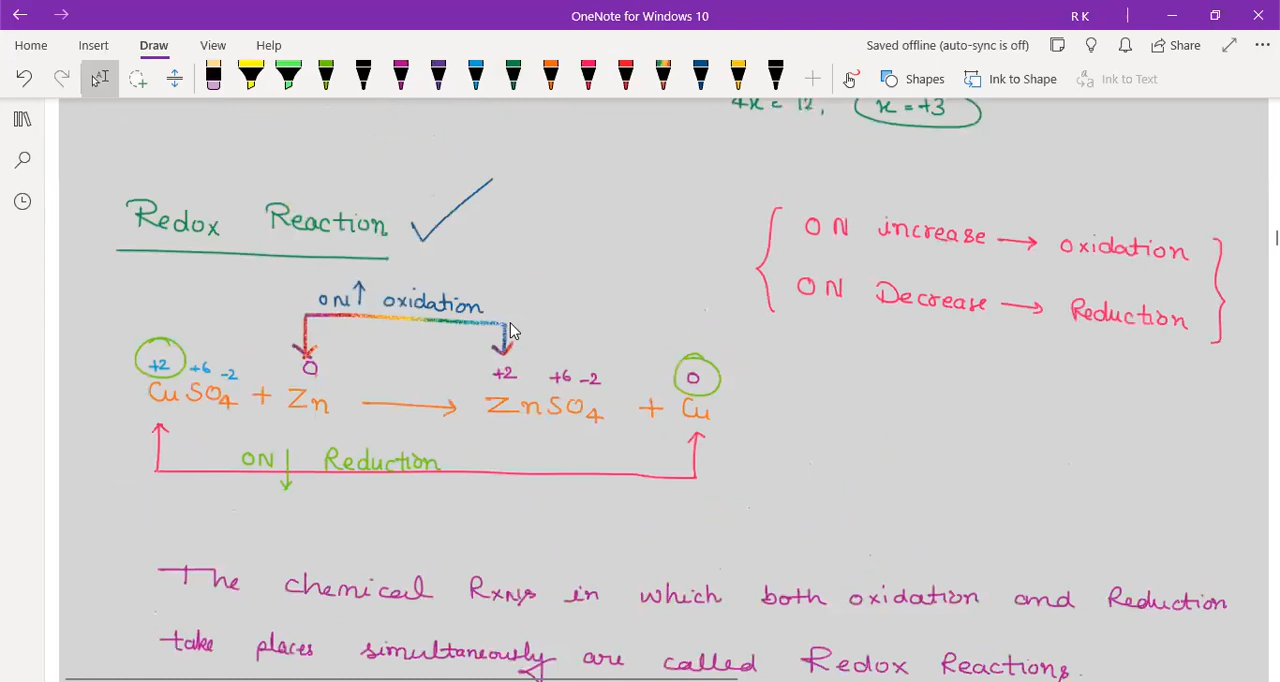 OneNote for Windows 10
R K
Home Insert Draw View Help
Saved offline (auto-sync is off) Share
Shapes Ink to Shape Ink to Text
4x = 12, x = +3
Redox Reaction
ON increase → oxidation
ON Decrease → Reduction
ON↑ oxidation
+2 +6 -2 0 +2 +6 -2 0
CuSO4 + Zn → ZnSO4 + Cu
ON↓ Reduction
The chemical Rxns in which both oxidation and Reduction
take places simultaneously are called Redox Reactions.